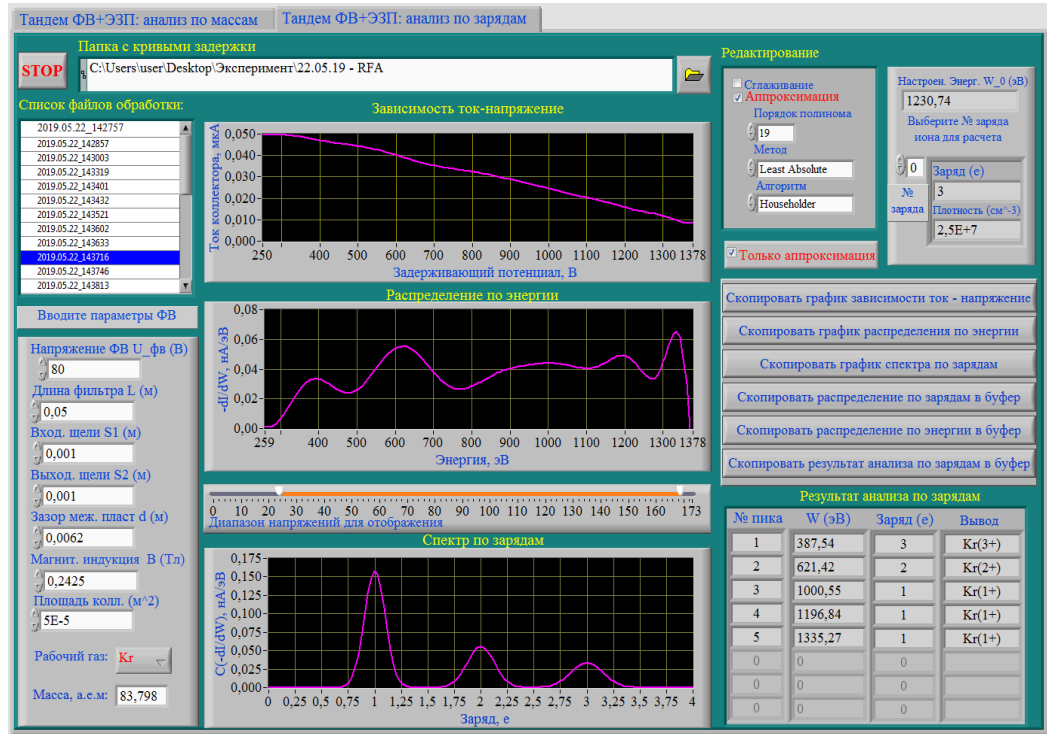 Тандем ФВ+ЭЗП: анализ по массам
Тандем ФВ+ЭЗП: анализ по зарядам
STOP
Папка с кривыми задержки
C:\Users\user\Desktop\Эксперимент\22.05.19 - RFA
Список файлов обработки:
2019.05.22_142757
2019.05.22_142857
2019.05.22_143003
2019.05.22_143319
2019.05.22_143401
2019.05.22_143432
2019.05.22_143521
2019.05.22_143602
2019.05.22_143633
2019.05.22_143716
2019.05.22_143746
2019.05.22_143813
Вводите параметры ФВ
Напряжение ФВ U_фв (В)
80
Длина фильтра L (м)
0,05
Вход. щели S1 (м)
0,001
Выход. щели S2 (м)
0,001
Зазор меж. пласт d (м)
0,0062
Магнит. индукция B (Тл)
0,2425
Площадь колл. (м^2)
5E-5
Рабочий газ: Kr
Масса, а.е.м: 83,798
Зависимость ток-напряжение
Ток коллектора, мкА
0,050
0,040
0,030
0,020
0,010
0,000
250 400 500 600 700 800 900 1000 1100 1200 1300 1378
Задерживающий потенциал, В
Распределение по энергии
-dI/dW, нА/эВ
0,08
0,06
0,04
0,02
0,00
259 400 500 600 700 800 900 1000 1100 1200 1300 1378
Энергия, эВ
0 10 20 30 40 50 60 70 80 90 100 110 120 130 140 150 160 173
Диапазон напряжений для отображения
Спектр по зарядам
C(-dI/dW), нА/эВ
0,175
0,150
0,125
0,100
0,075
0,050
0,025
0,000
0 0,25 0,5 0,75 1 1,25 1,5 1,75 2 2,25 2,5 2,75 3 3,25 3,5 3,75 4
Заряд, е
Редактирование
Сглаживание
Аппроксимация
Порядок полинома
19
Метод
Least Absolute
Алгоритм
Householder
Только аппроксимация
Настроен. Энерг. W_0 (эВ)
1230,74
Выберите № заряда
иона для расчета
0
№
заряда
Заряд (е)
3
Плотность (см^-3)
2,5E+7
Скопировать график зависимости ток - напряжение
Скопировать график распределения по энергии
Скопировать график спектра по зарядам
Скопировать распределение по зарядам в буфер
Скопировать распределение по энергии в буфер
Скопировать результат анализа по зарядам в буфер
Результат анализа по зарядам
№ пика W (эВ) Заряд (е) Вывод
1 387,54 3 Kr(3+)
2 621,42 2 Kr(2+)
3 1000,55 1 Kr(1+)
4 1196,84 1 Kr(1+)
5 1335,27 1 Kr(1+)
0 0 0
0 0 0
0 0 0